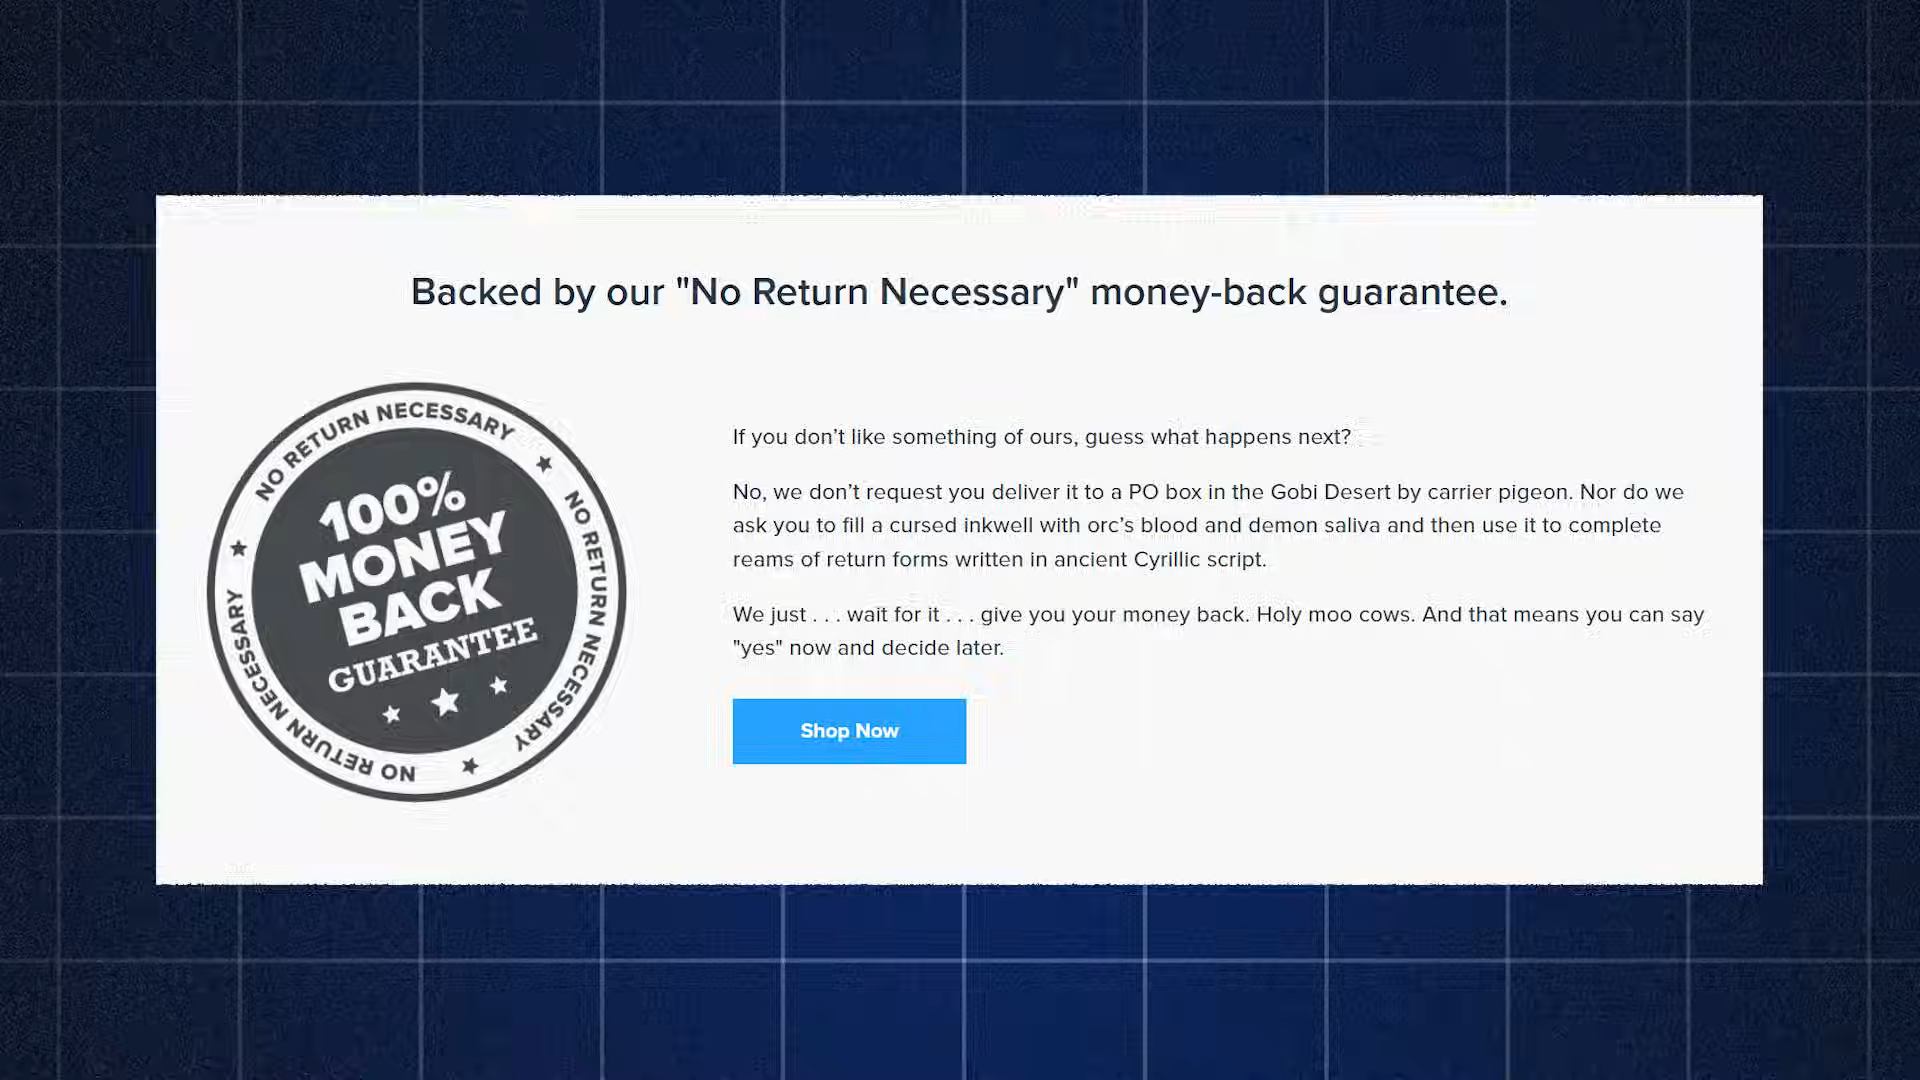 Backed by our "No Return Necessary" money-back guarantee.
NO RETURN NECESSARY
NO RETURN NECESSARY
NO RETURN NECESSARY
100%
MONEY
BACK
GUARANTEE
If you don’t like something of ours, guess what happens next?
No, we don’t request you deliver it to a PO box in the Gobi Desert by carrier pigeon. Nor do we
ask you to fill a cursed inkwell with orc’s blood and demon saliva and then use it to complete
reams of return forms written in ancient Cyrillic script.
We just . . . wait for it . . . give you your money back. Holy moo cows. And that means you can say
"yes" now and decide later.
Shop Now